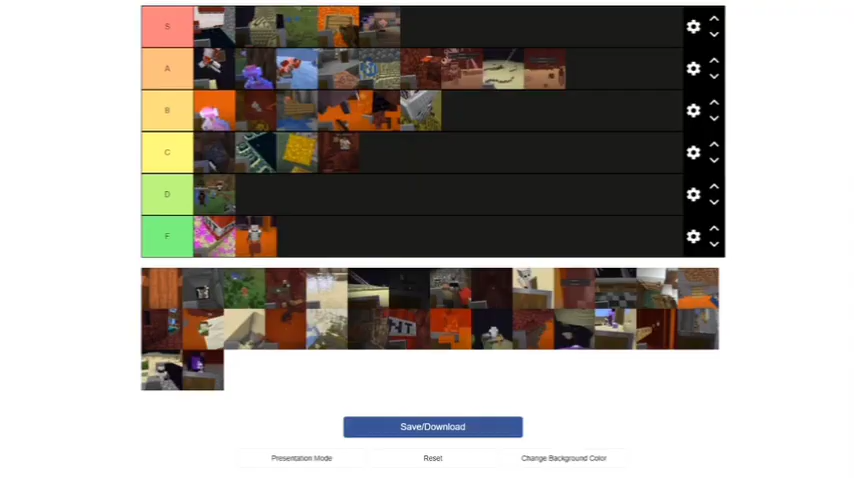 S
A
B
C
D
F
Save/Download
Presentation Mode
Reset
Change Background Color